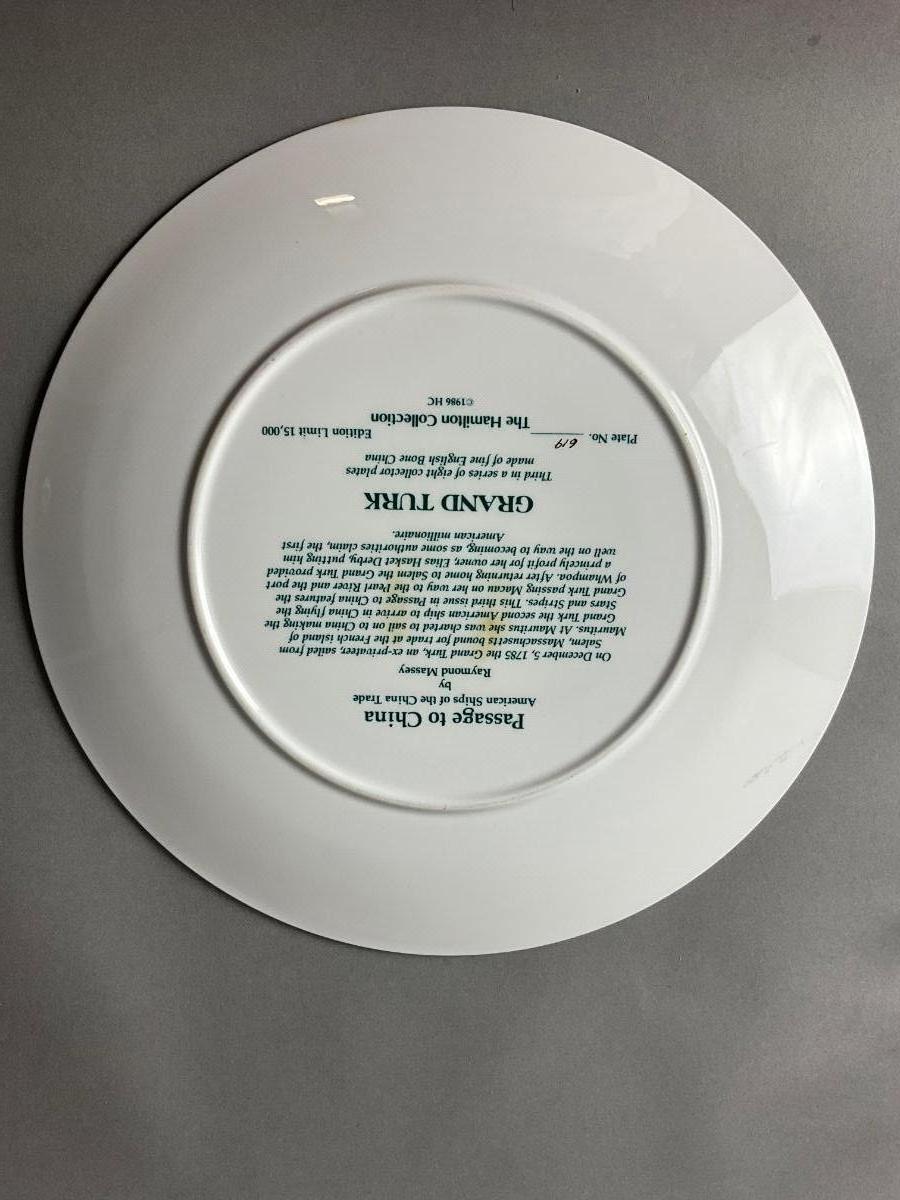 Passage to China
American Ships of the China Trade
by
Raymond Massey
On December 5, 1785 the Grand Turk, an ex-privateer, sailed from
Salem, Massachusetts bound for trade at the French island of
Mauritius. At Mauritius she was charted to sail on to China making the
Grand Turk the second American ship to arrive in China flying the
Stars and Stripes. This third issue in Passage to China features the
Grand Turk passing Macao on her way to the Pearl River and the port
of Whampoa. After returning home to Salem the Grand Turk provided
a princely profit for her owner, Elias Hasket Derby, putting him
well on the way to becoming, as some authorities claim, the first
American millionaire.
GRAND TURK
Third in a series of eight collector plates
made of fine English Bone China
Plate No. 619 Edition Limit 15,000
The Hamilton Collection
©1986 HC